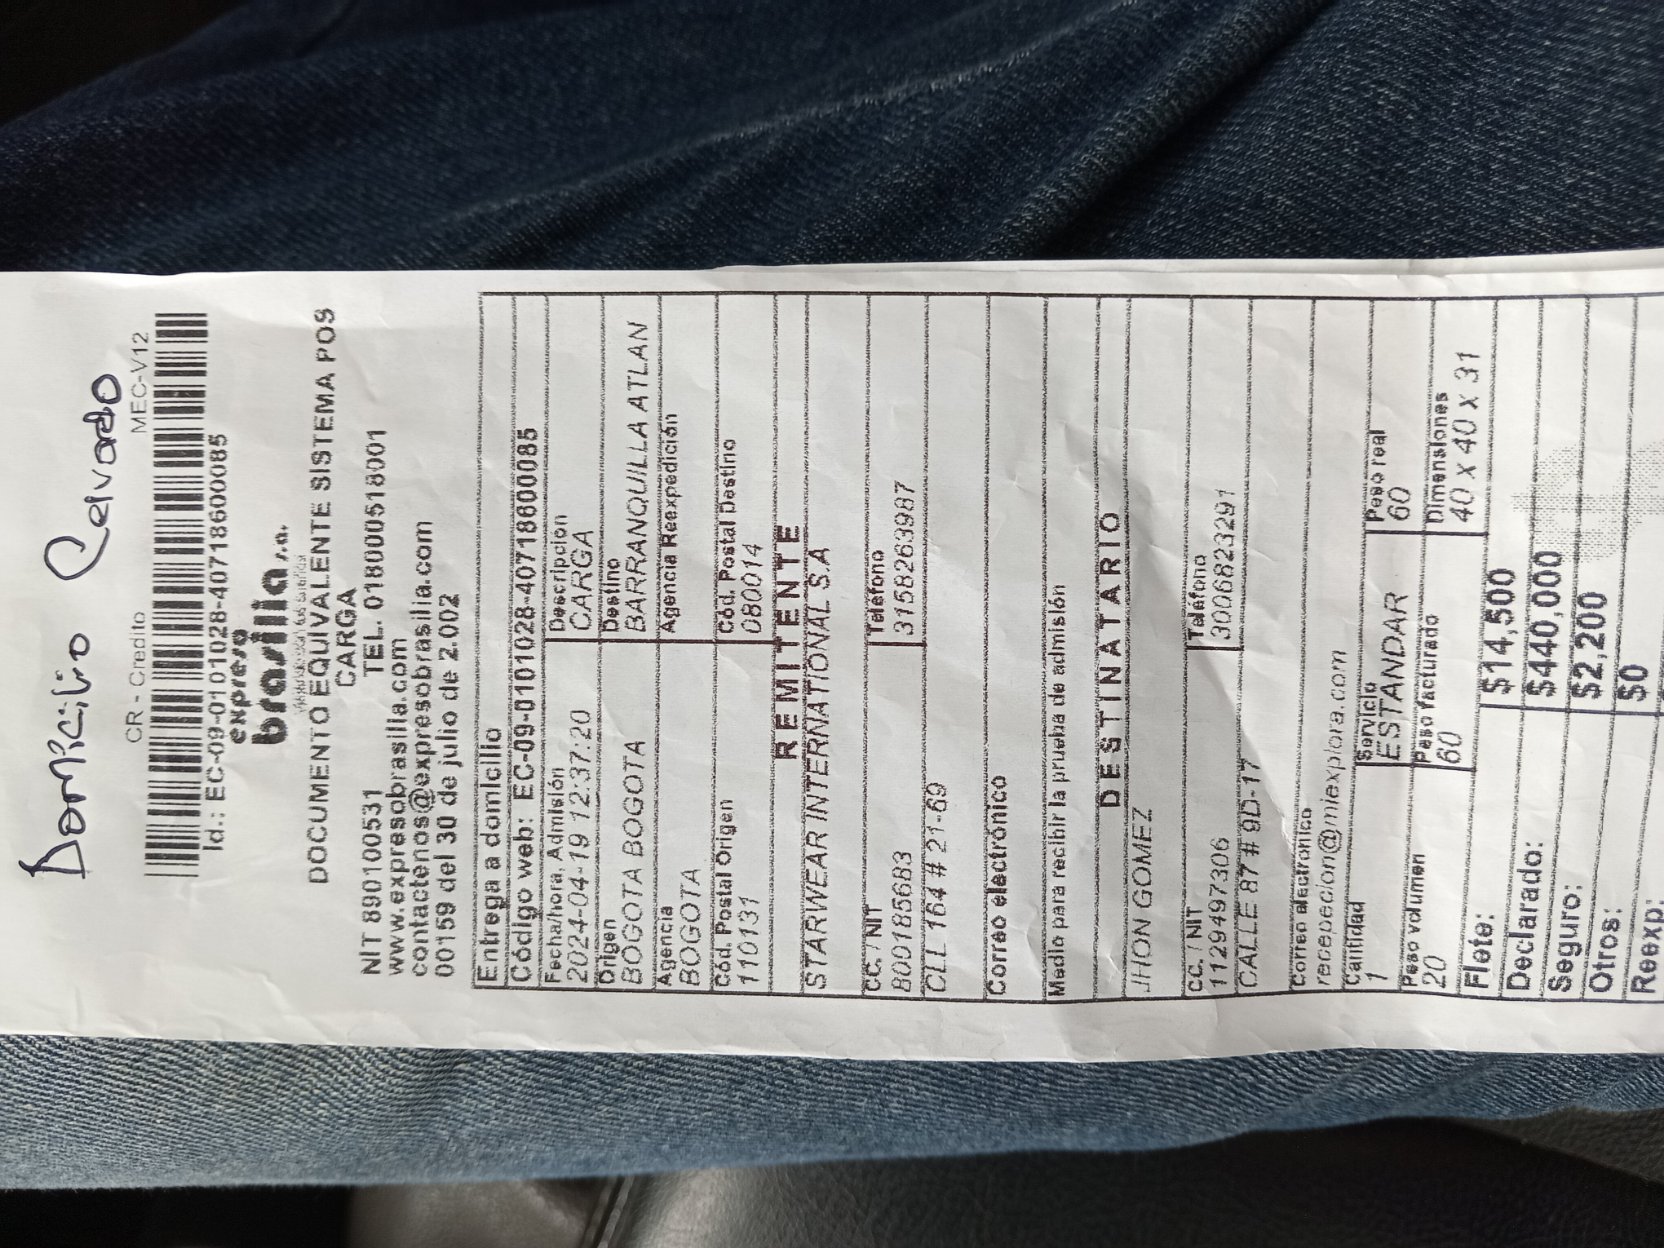 Domicilio Cerrado
CR - Credito MEC-V12
Id.: EC-09-0101028-40718600085
expreso
brasilia s.a.
DOCUMENTO EQUIVALENTE SISTEMA POS
CARGA
NIT 890100531 TEL. 018000518001
www.expresobrasilia.com
contactenos@expresobrasilia.com
00159 del 30 de julio de 2.002
Entrega a domicilio
Código web: EC-09-0101028-40718600085
Fecha/hora, Admisión Descripcion
2024-04-19 12:37:20 CARGA
Origen Destino
BOGOTA BOGOTA BARRANQUILLA ATLAN
Agencia Agencia Reexpedición
BOGOTA
Cód. Postal Origen Cód. Postal Destino
110131 080014
REMITENTE
STARWEAR INTERNATIONAL S.A
CC. / NIT Teléfono
800185683 3158263987
CLL 164 # 21-69
Correo electrónico
Medio para recibir la prueba de admisión
DESTINATARIO
JHON GOMEZ
CC. / NIT Teléfono
1129497306 3006823291
CALLE 87 # 9D-17
Correo electronico
recepecion@miexplora.com
Cantidad Servicio Peso real
1 ESTANDAR 60
Peso volumen Peso facturado Dimensiones
20 60 40 x 40 x 31
Flete: $14,500
Declarado: $440,000
Seguro: $2,200
Otros: $0
Reexp: